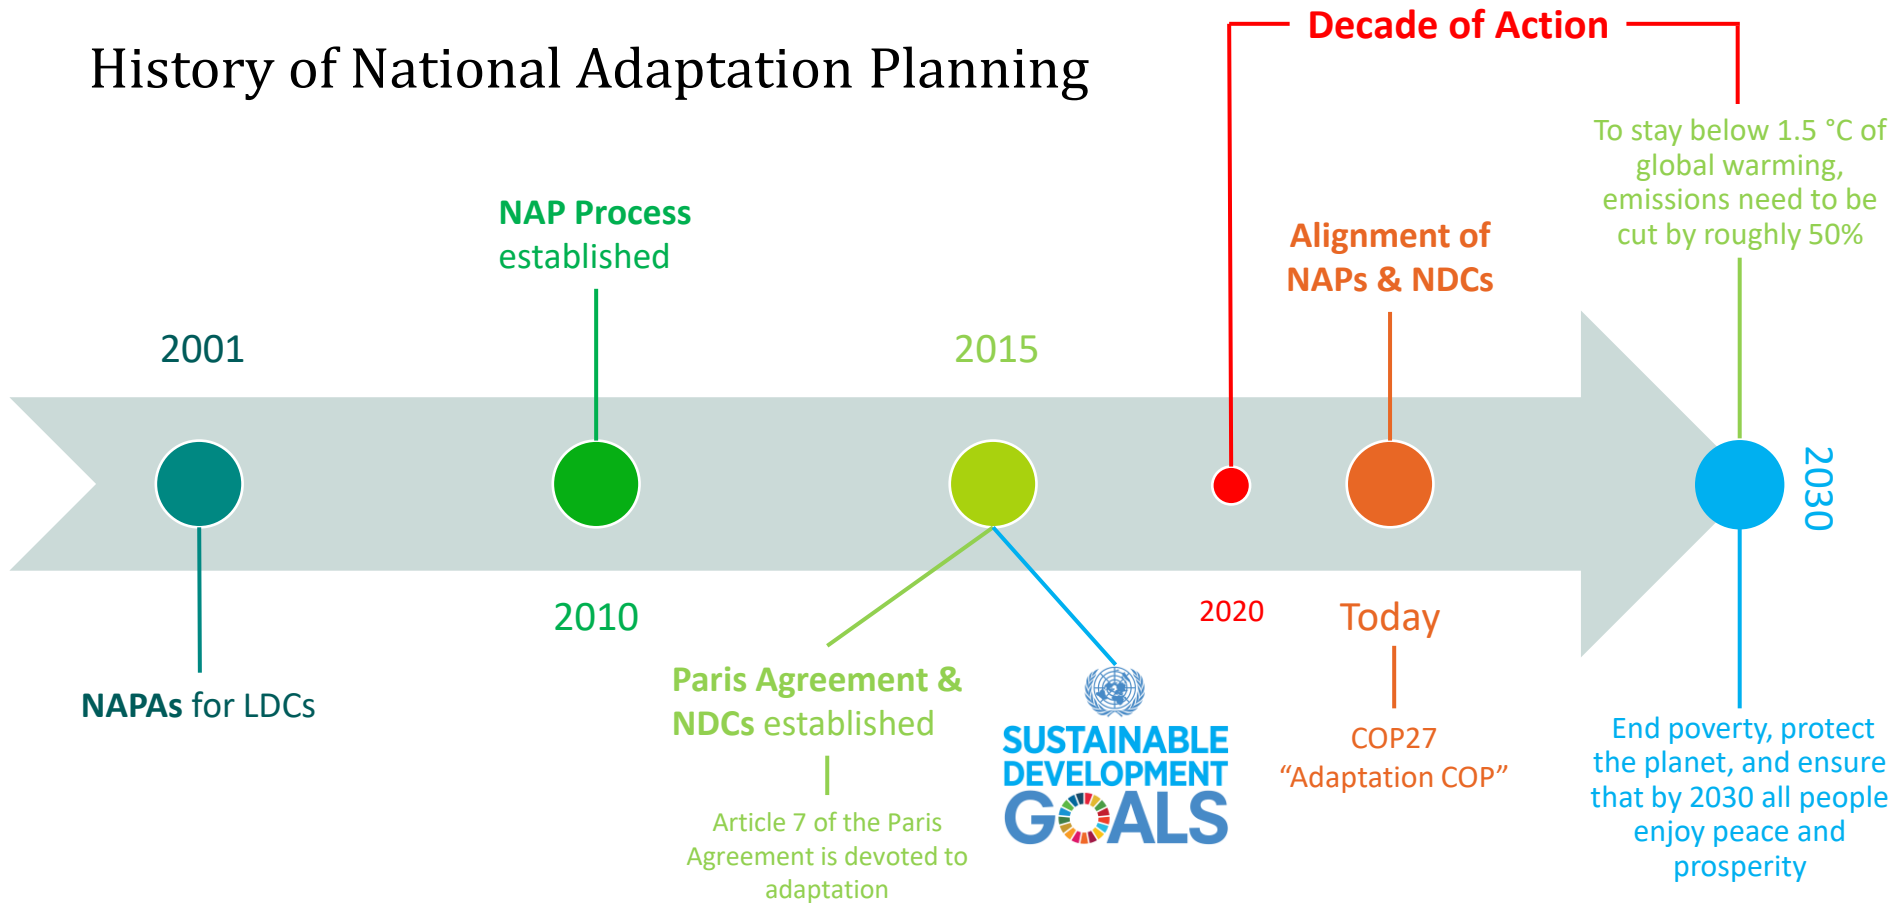 History of National Adaptation Planning
Decade of Action
2001
NAPAs for LDCs
NAP Process
established
2010
2015
Paris Agreement &
NDCs established
Article 7 of the Paris
Agreement is devoted to
adaptation
SUSTAINABLE
DEVELOPMENT
GOALS
2020
Alignment of
NAPs & NDCs
Today
COP27
“Adaptation COP”
To stay below 1.5 °C of
global warming,
emissions need to be
cut by roughly 50%
2030
End poverty, protect
the planet, and ensure
that by 2030 all people
enjoy peace and
prosperity